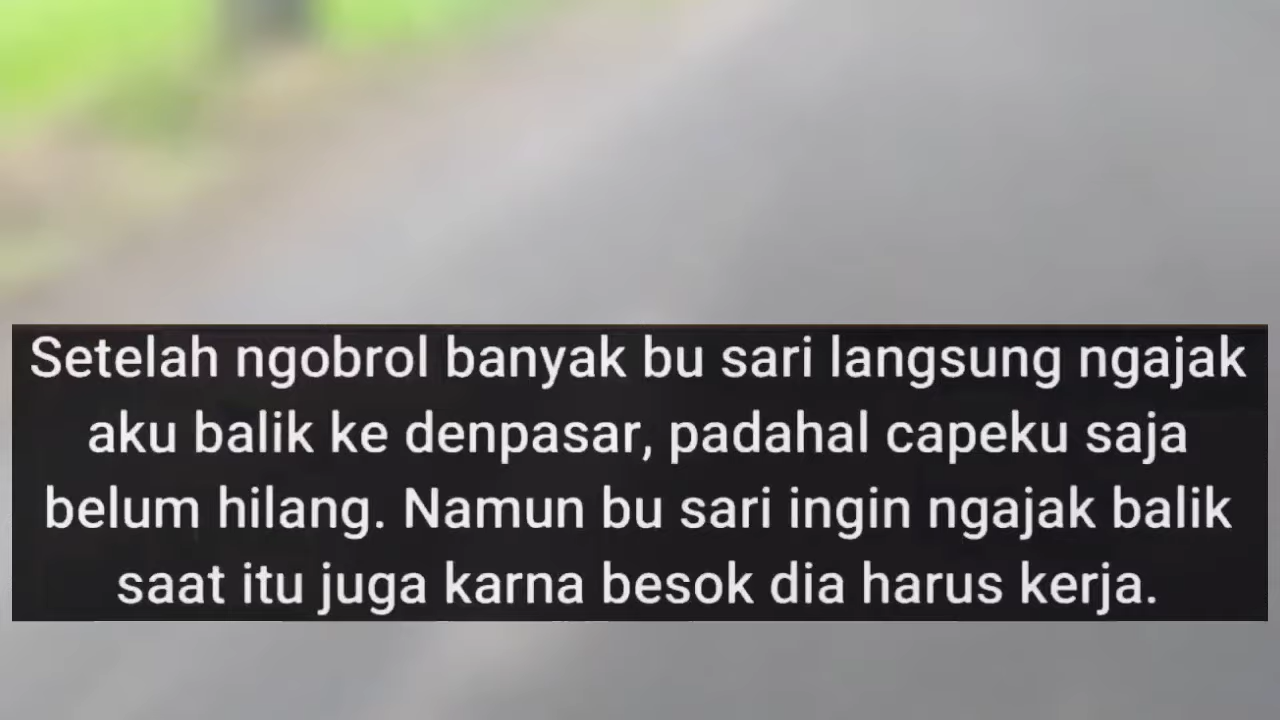 Setelah ngobrol banyak bu sari langsung ngajak
aku balik ke denpasar, padahal capeku saja
belum hilang. Namun bu sari ingin ngajak balik
saat itu juga karna besok dia harus kerja.